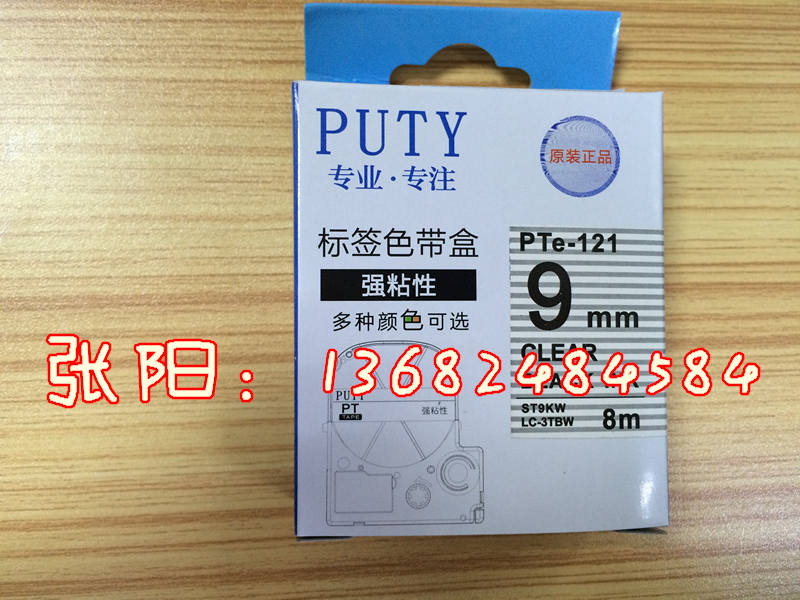 PUTY
专业·专注
原装正品
标签色带盒
强粘性
多种颜色可选
PTe-121
9mm
CLEAR
ST9KW
LC-3TBW
8m
张阳：13682484584
PUTY
PT
TAPE
强粘性